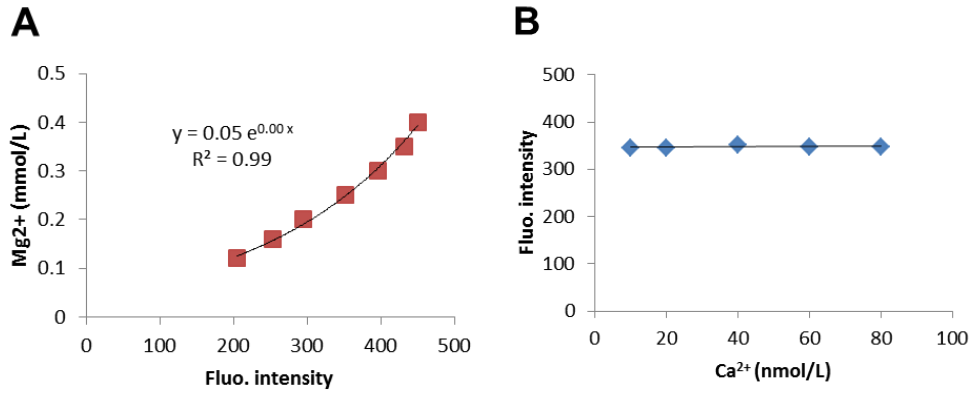 A
0.5
0.4
0.3
0.2
0.1
0
Mg2+ (mmol/L)
y = 0.05 e0.00 x
R² = 0.99
0 100 200 300 400 500
Fluo. intensity
B
500
400
300
200
100
0
Fluo. intensity
0 20 40 60 80 100
Ca²⁺ (nmol/L)